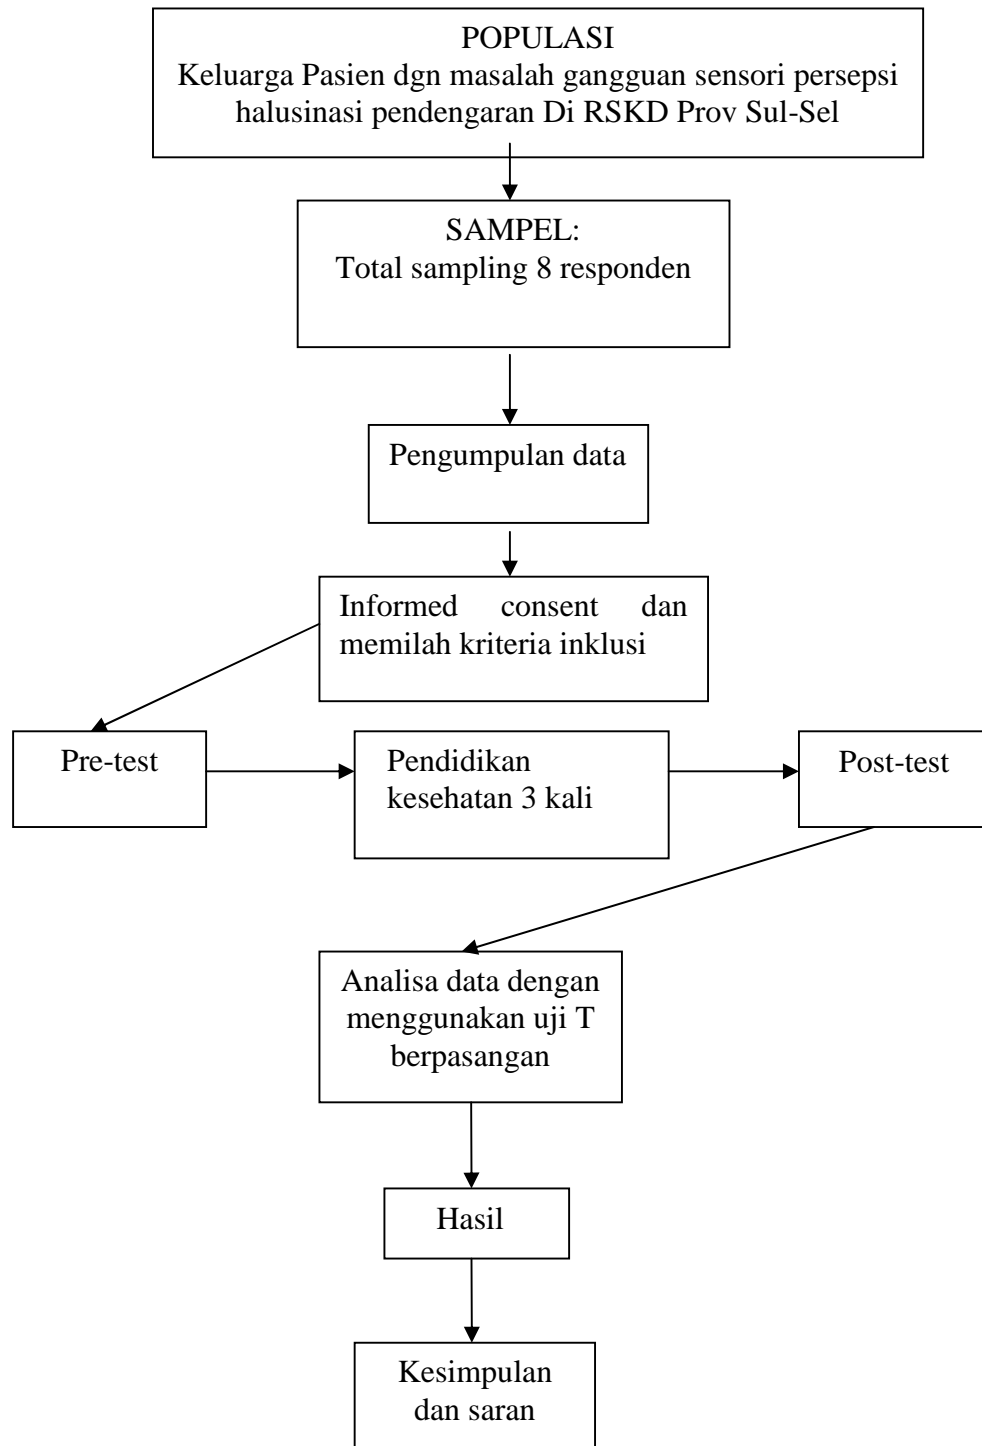 POPULASI
Keluarga Pasien dgn masalah gangguan sensori persepsi
halusinasi pendengaran Di RSKD Prov Sul-Sel
SAMPEL:
Total sampling 8 responden
Pengumpulan data
Informed consent dan
memilah kriteria inklusi
Pre-test
Pendidikan
kesehatan 3 kali
Post-test
Analisa data dengan
menggunakan uji T
berpasangan
Hasil
Kesimpulan
dan saran